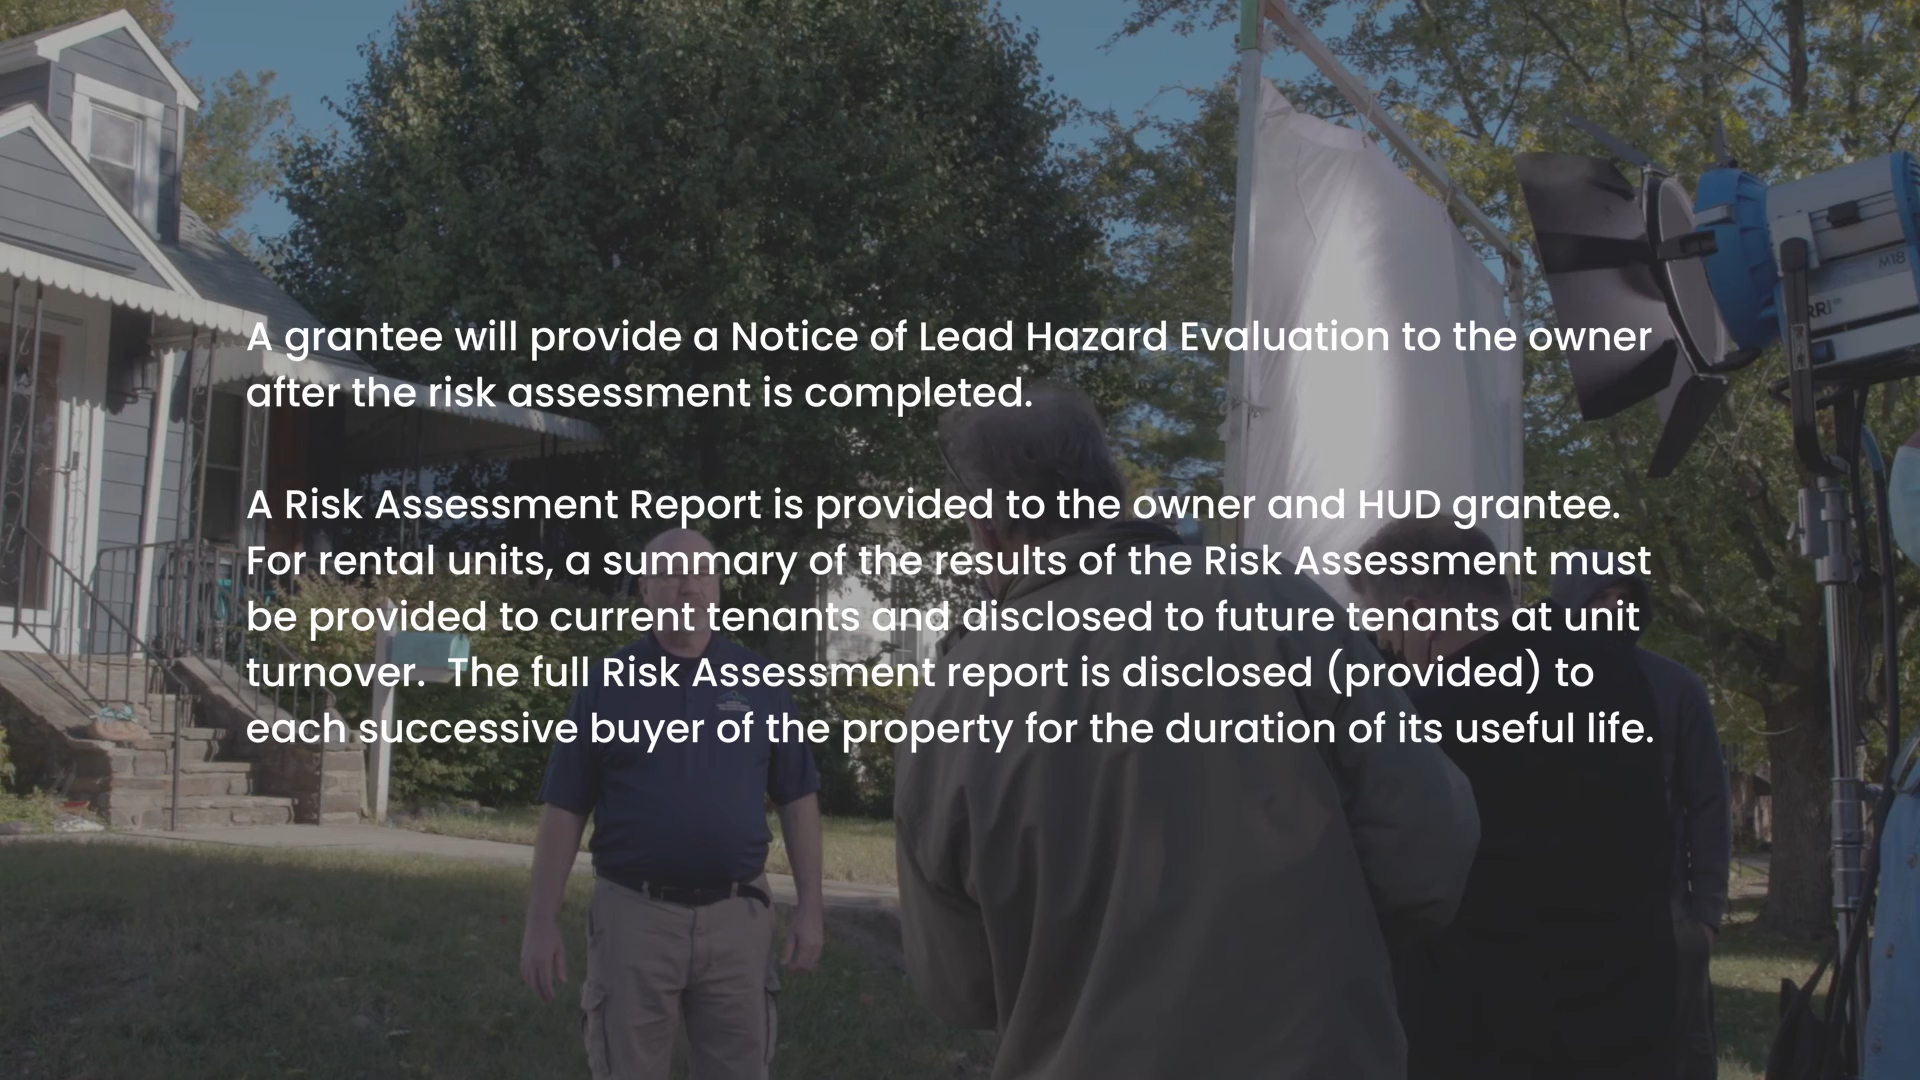 A grantee will provide a Notice of Lead Hazard Evaluation to the owner
after the risk assessment is completed.
A Risk Assessment Report is provided to the owner and HUD grantee.
For rental units, a summary of the results of the Risk Assessment must
be provided to current tenants and disclosed to future tenants at unit
turnover.  The full Risk Assessment report is disclosed (provided) to
each successive buyer of the property for the duration of its useful life.
M18